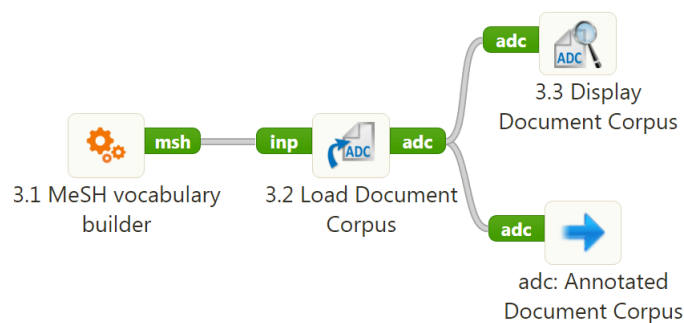 adc
ADC
3.3 Display
Document Corpus
msh
inp
ADC
adc
3.1 MeSH vocabulary
builder
3.2 Load Document
Corpus
adc
adc: Annotated
Document Corpus